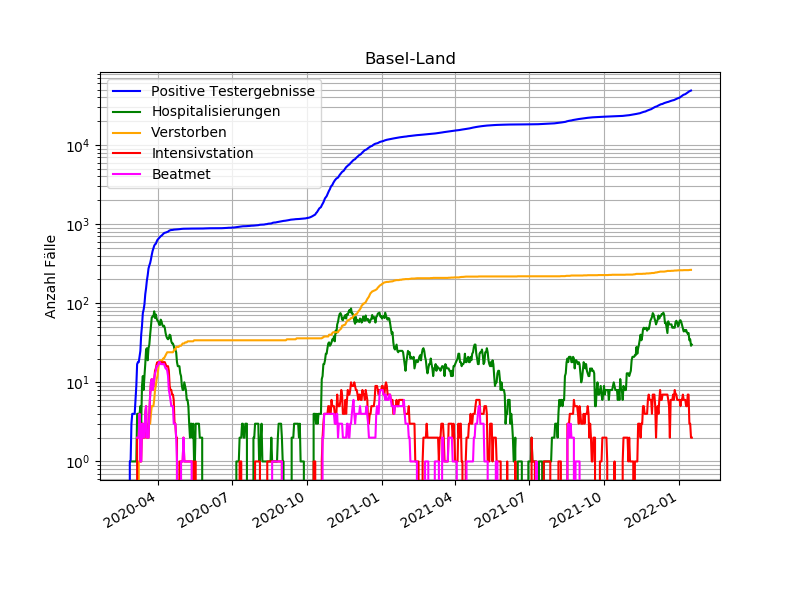 Basel-Land
Positive Testergebnisse
Hospitalisierungen
Verstorben
Intensivstation
Beatmet
Anzahl Fälle
10^4
10^3
10^2
10^1
10^0
2020-04
2020-07
2020-10
2021-01
2021-04
2021-07
2021-10
2022-01